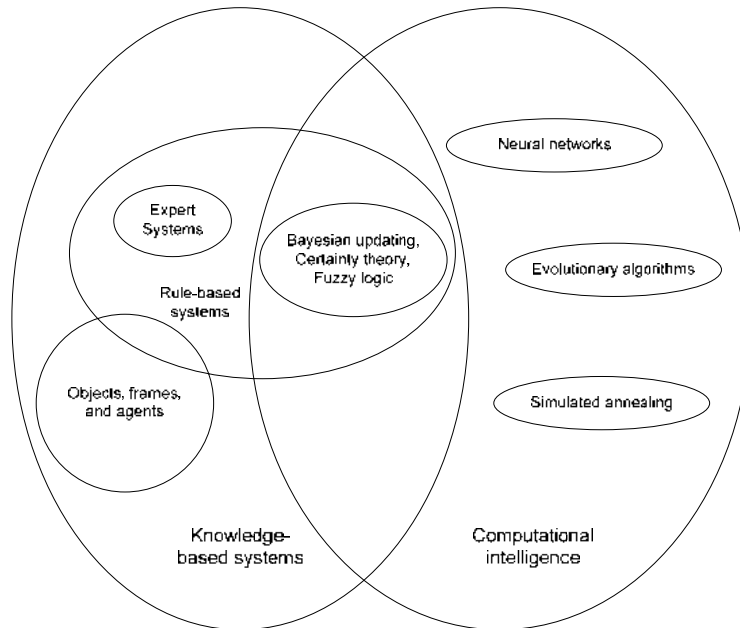 Neural networks
Expert
Systems
Bayesian updating,
Certainty theory,
Fuzzy logic
Evolutionary algorithms
Rule-based
systems
Objects, frames,
and agents
Simulated annealing
Knowledge-
based systems
Computational
intelligence